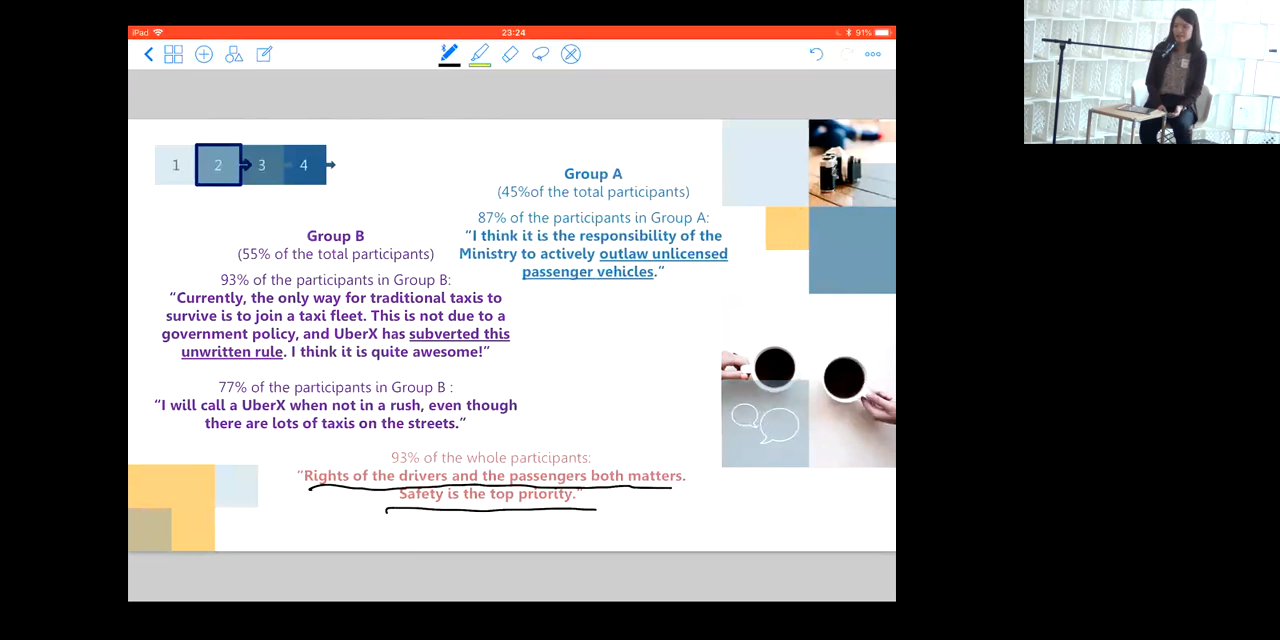 iPad
23:24
91%
1
2
3
4
Group A
(45%of the total participants)
87% of the participants in Group A:
“I think it is the responsibility of the
Ministry to actively outlaw unlicensed
passenger vehicles.”
Group B
(55% of the total participants)
93% of the participants in Group B:
“Currently, the only way for traditional taxis to
survive is to join a taxi fleet. This is not due to a
government policy, and UberX has subverted this
unwritten rule. I think it is quite awesome!”
77% of the participants in Group B :
“I will call a UberX when not in a rush, even though
there are lots of taxis on the streets.”
93% of the whole participants:
“Rights of the drivers and the passengers both matters.
Safety is the top priority.”